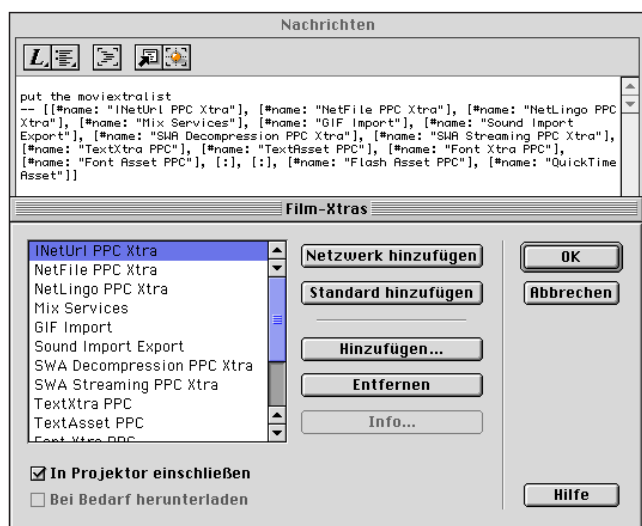 Nachrichten
put the moviextralist
-- [[#name: "INetUrl PPC Xtra"], [#name: "NetFile PPC Xtra"], [#name: "NetLingo PPC
Xtra"], [#name: "Mix Services"], [#name: "GIF Import"], [#name: "Sound Import
Export"], [#name: "SWA Decompression PPC Xtra"], [#name: "SWA Streaming PPC Xtra"],
[#name: "TextXtra PPC"], [#name: "TextAsset PPC"], [#name: "Font Xtra PPC"],
[#name: "Font Asset PPC"], [:], [:], [#name: "Flash Asset PPC"], [#name: "QuickTime
Asset"]]
Film-Xtras
INetUrl PPC Xtra
NetFile PPC Xtra
NetLingo PPC Xtra
Mix Services
GIF Import
Sound Import Export
SWA Decompression PPC Xtra
SWA Streaming PPC Xtra
TextXtra PPC
TextAsset PPC
Font Xtra PPC
Netzwerk hinzufügen
Standard hinzufügen
Hinzufügen...
Entfernen
Info...
OK
Abbrechen
In Projektor einschließen
Bei Bedarf herunterladen
Hilfe